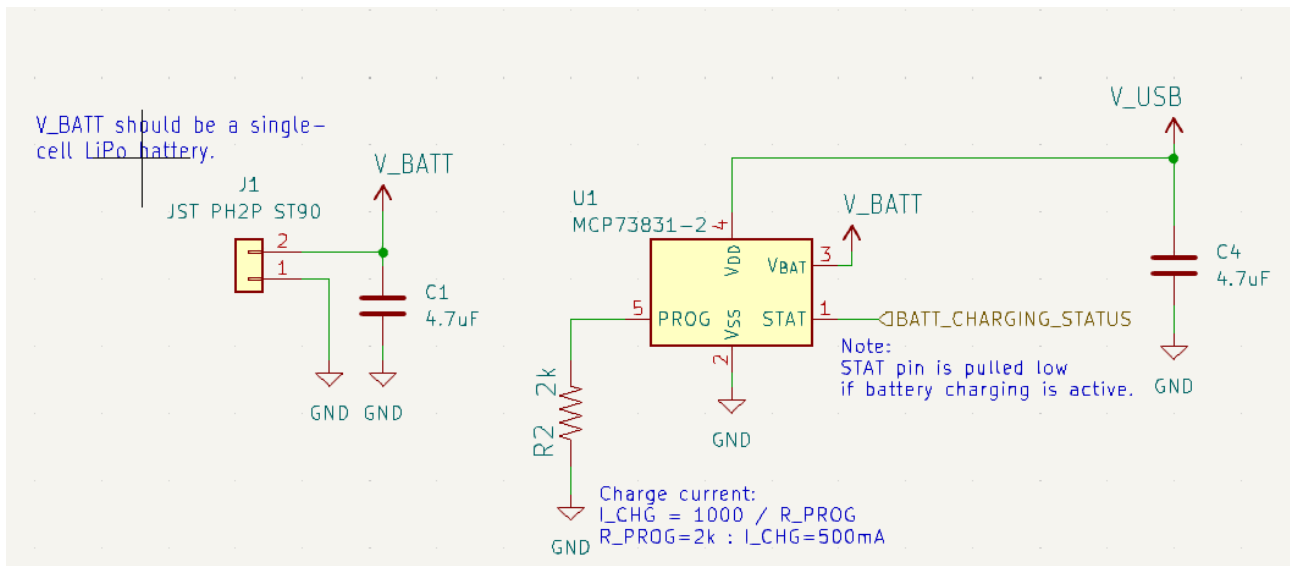 V_BATT should be a single-
cell LiPo battery.
J1
JST PH2P ST90
2
1
V_BATT
C1
4.7uF
GND
GND
U1
MCP73831-2
4
VDD
V_BATT
VBAT
3
5
PROG
STAT
1
BATT_CHARGING_STATUS
VSS
2
GND
Note:
STAT pin is pulled low
if battery charging is active.
2k
R2
GND
Charge current:
I_CHG = 1000 / R_PROG
R_PROG=2k : I_CHG=500mA
V_USB
C4
4.7uF
GND